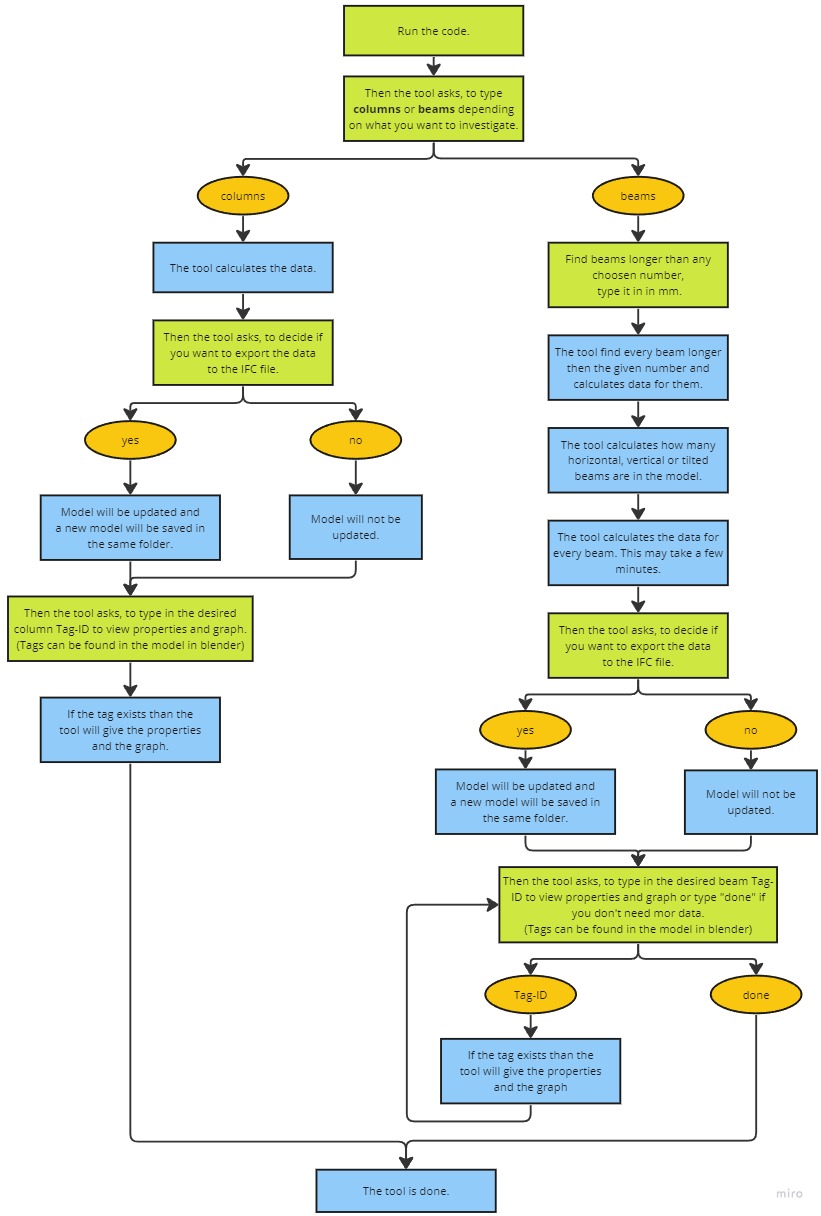 Run the code.
Then the tool asks, to type
columns or beams depending
on what you want to investigate.
columns
The tool calculates the data.
Then the tool asks, to decide if
you want to export the data
to the IFC file.
yes
no
Model will be updated and
a new model will be saved in
the same folder.
Model will not be
updated.
Then the tool asks, to type in the desired
column Tag-ID to view properties and graph.
(Tags can be found in the model in blender)
If the tag exists than the
tool will give the properties
and the graph.
beams
Find beams longer than any
choosen number,
type it in in mm.
The tool find every beam longer
then the given number and
calculates data for them.
The tool calculates how many
horizontal, vertical or tilted
beams are in the model.
The tool calculates the data for
every beam. This may take a few
minutes.
Then the tool asks, to decide if
you want to export the data
to the IFC file.
yes
no
Model will be updated and
a new model will be saved in
the same folder.
Model will not be
updated.
Then the tool asks, to type in the desired beam Tag-
ID to view properties and graph or type "done" if
you don't need mor data.
(Tags can be found in the model in blender)
Tag-ID
done
If the tag exists than the
tool will give the properties
and the graph
The tool is done.
miro